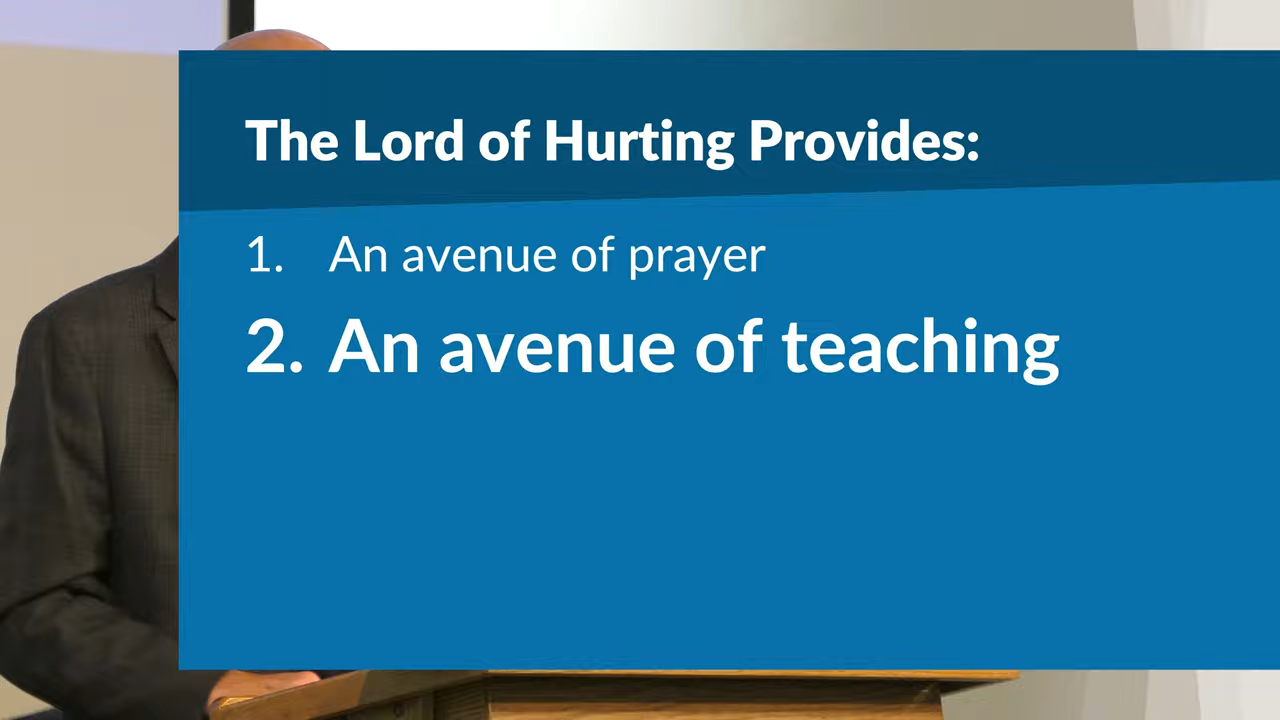 The Lord of Hurting Provides:
1. An avenue of prayer
2. An avenue of teaching